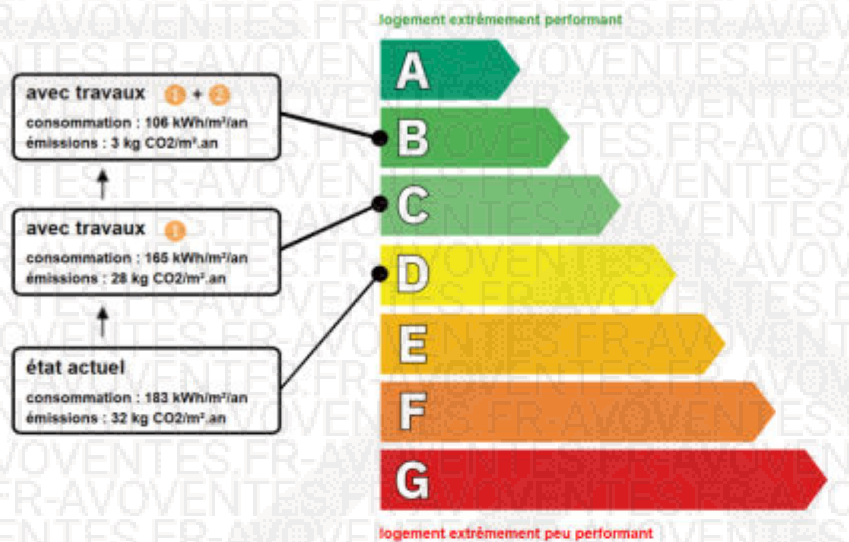 logement extrêmement performant
avec travaux 1 + 2
consommation : 106 kWh/m²/an
émissions : 3 kg CO2/m².an
avec travaux 1
consommation : 165 kWh/m²/an
émissions : 28 kg CO2/m².an
état actuel
consommation : 183 kWh/m²/an
émissions : 32 kg CO2/m².an
A
B
C
D
E
F
G
logement extrêmement peu performant
AVOVENTES.FR